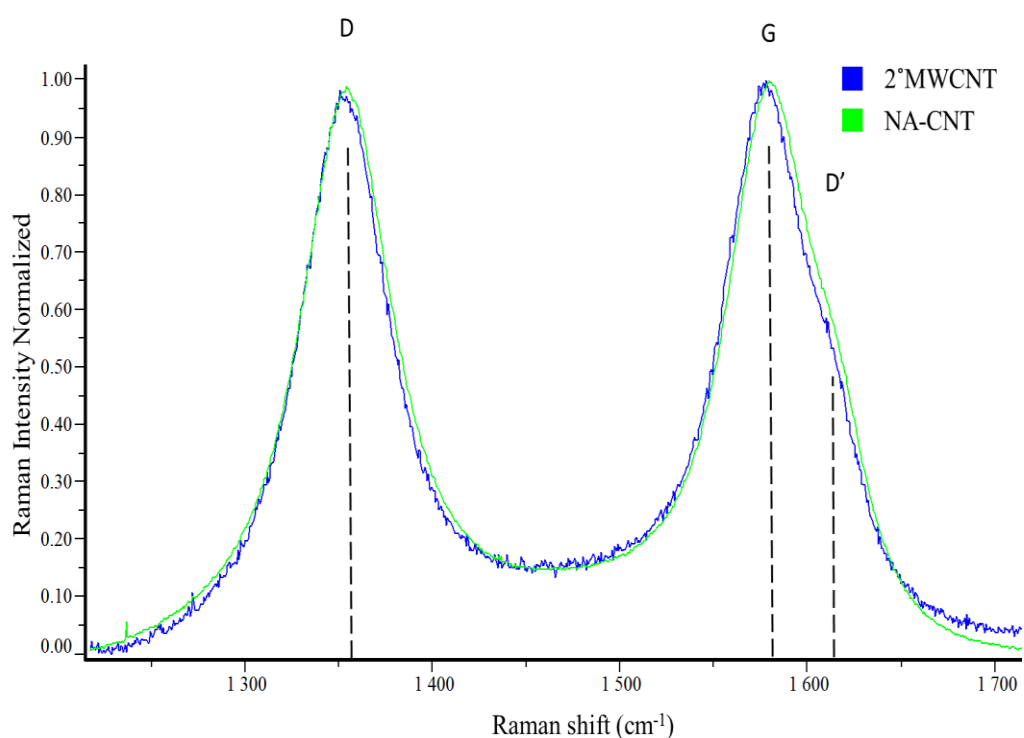 D
G
D’
2°MWCNT
NA-CNT
Raman Intensity Normalized
1.00
0.90
0.80
0.70
0.60
0.50
0.40
0.30
0.20
0.10
0.00
1 300
1 400
1 500
1 600
1 700
Raman shift (cm⁻¹)